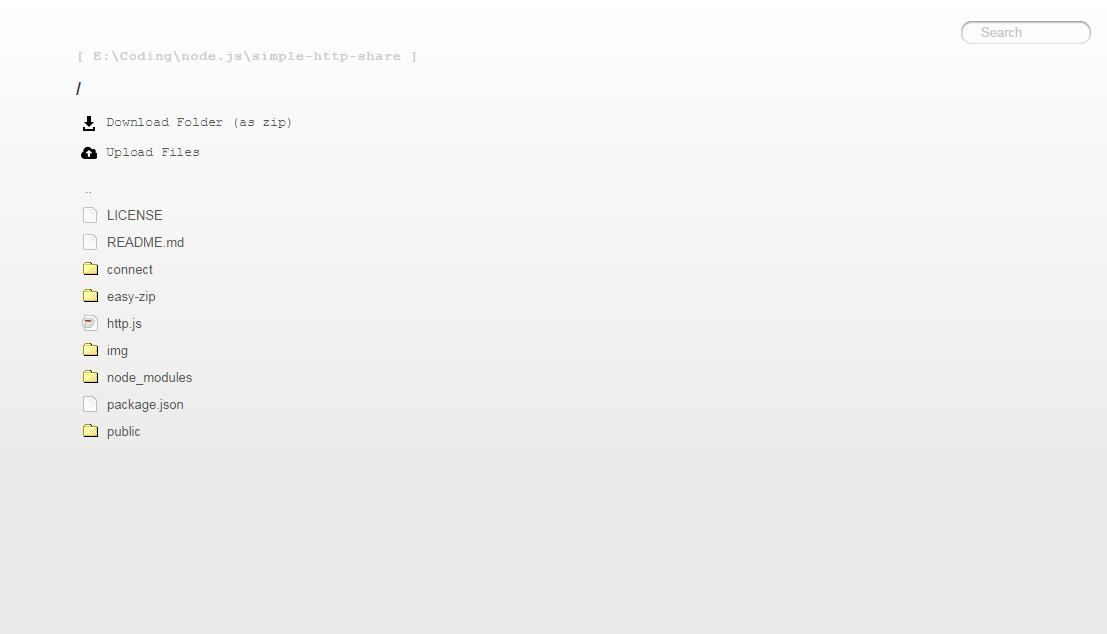 Search
[ E:\Coding\node.js\simple-http-share ]
/
Download Folder (as zip)
Upload Files
..
LICENSE
README.md
connect
easy-zip
http.js
img
node_modules
package.json
public